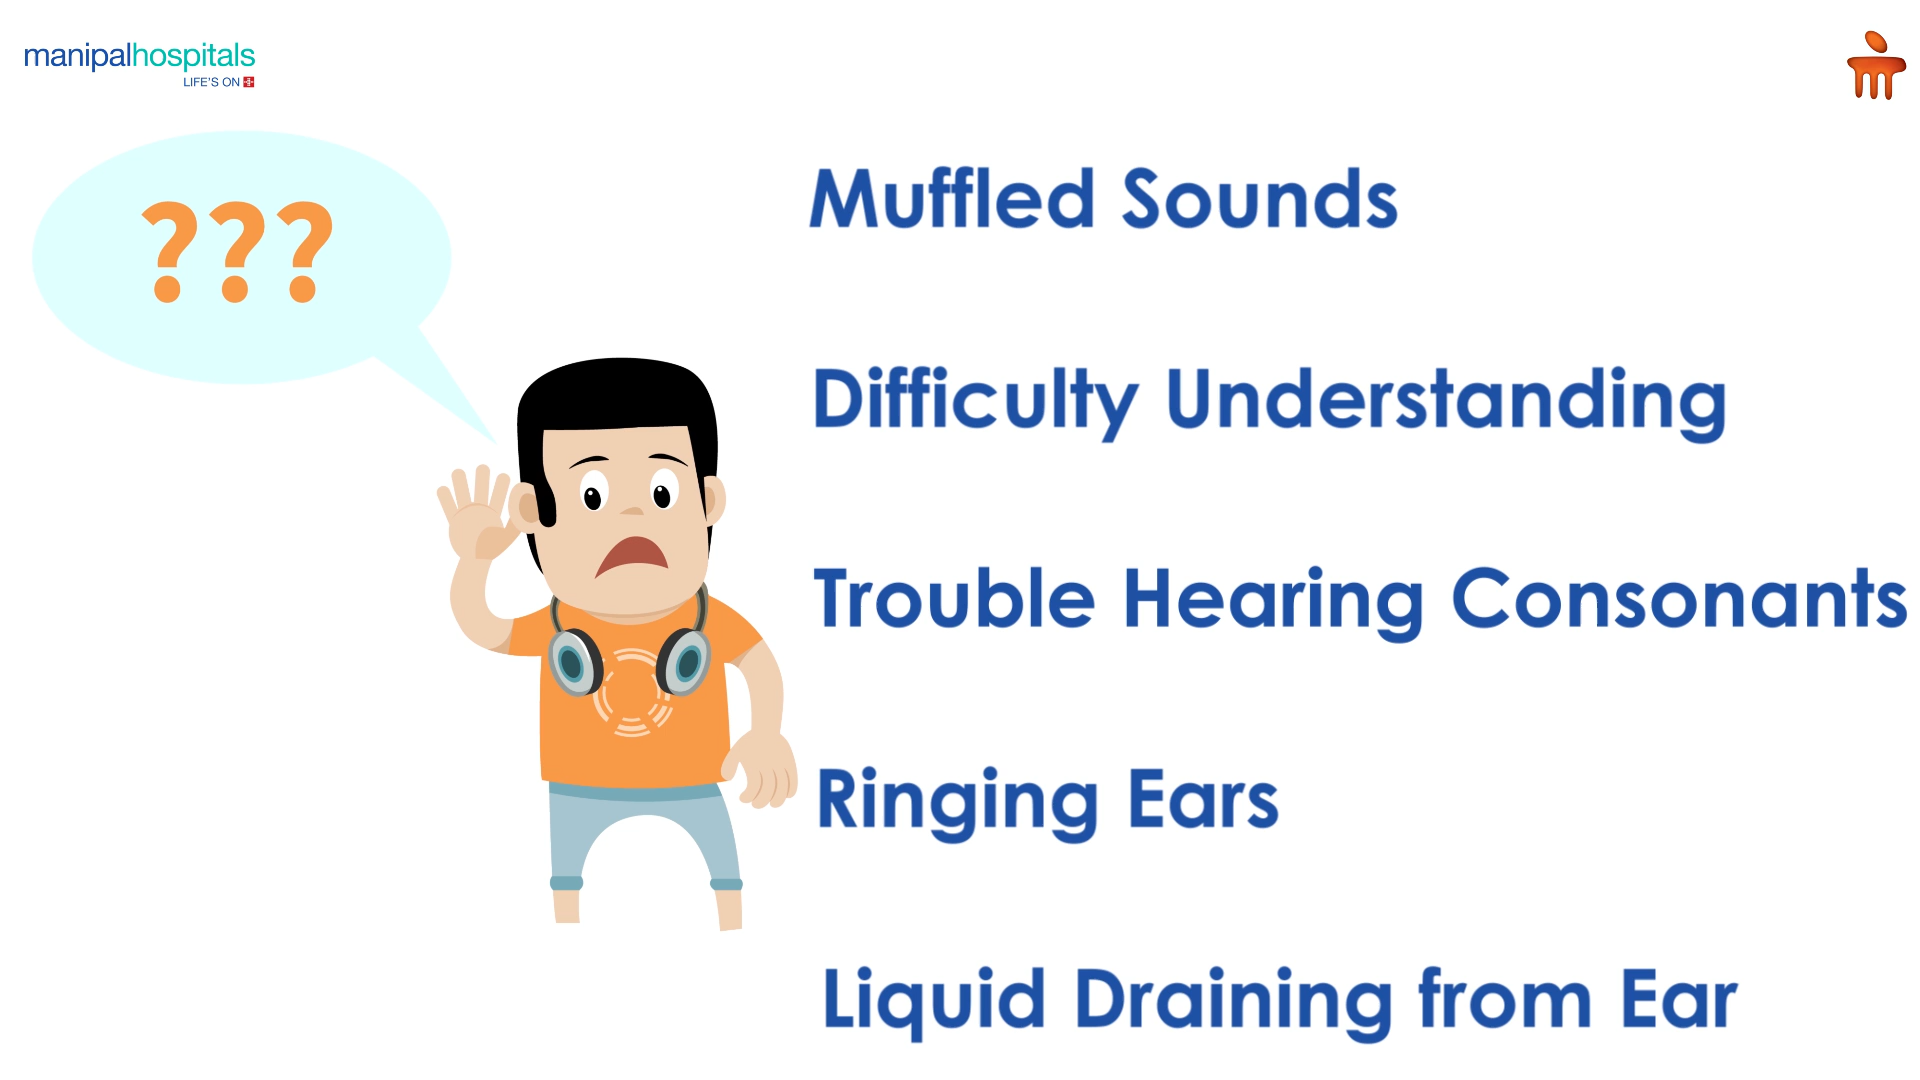 manipalhospitals
LIFE'S ON
???
Muffled Sounds
Difficulty Understanding
Trouble Hearing Consonants
Ringing Ears
Liquid Draining from Ear